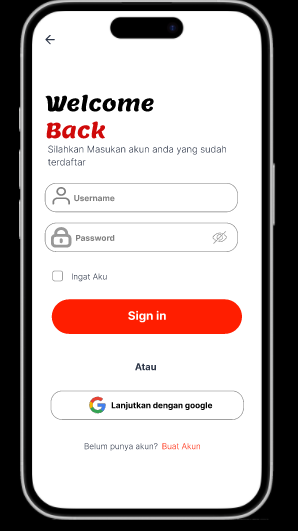 Welcome
Back
Silahkan Masukan akun anda yang sudah
terdaftar
Username
Password
Ingat Aku
Sign in
Atau
Lanjutkan dengan google
Belum punya akun? Buat Akun